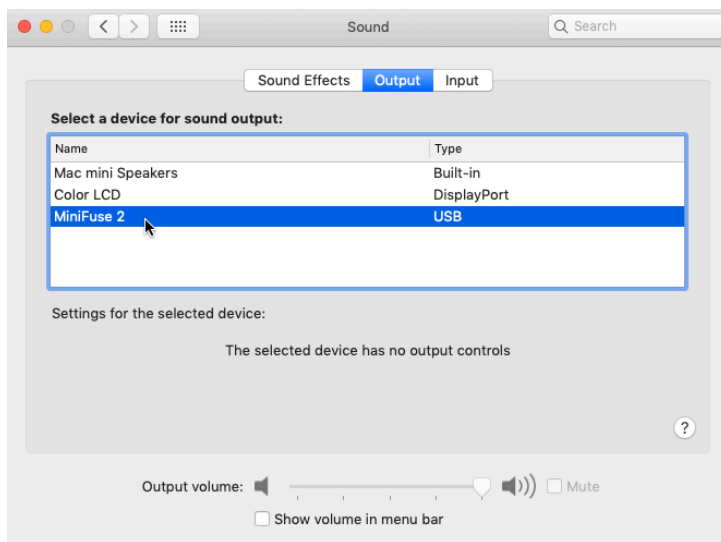 Sound
Search
Sound Effects Output Input
Select a device for sound output:
Name Type
Mac mini Speakers Built-in
Color LCD DisplayPort
MiniFuse 2 USB
Settings for the selected device:
The selected device has no output controls
?
Output volume: Mute
Show volume in menu bar